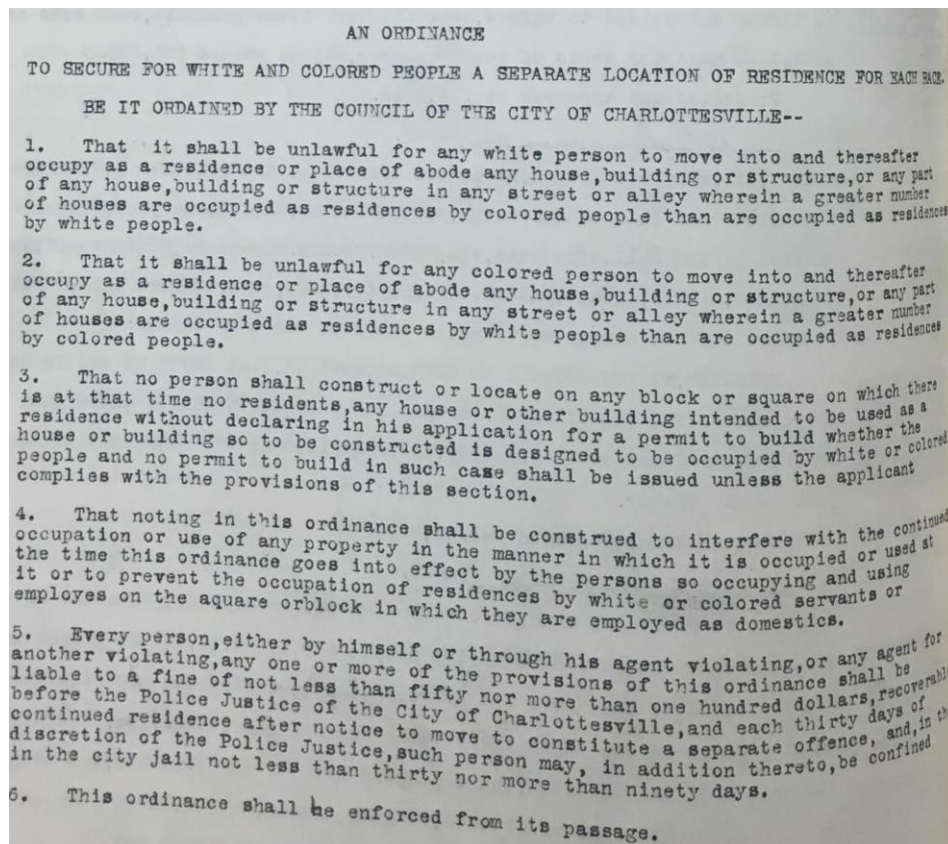 AN ORDINANCE
TO SECURE FOR WHITE AND COLORED PEOPLE A SEPARATE LOCATION OF RESIDENCE FOR EACH RACE.
BE IT ORDAINED BY THE COUNCIL OF THE CITY OF CHARLOTTESVILLE--
1. That it shall be unlawful for any white person to move into and thereafter
occupy as a residence or place of abode any house,building or structure,or any part
of any house,building or structure in any street or alley wherein a greater number
of houses are occupied as residences by colored people than are occupied as residences
by white people.
2. That it shall be unlawful for any colored person to move into and thereafter
occupy as a residence or place of abode any house,building or structure,or any part
of any house,building or structure in any street or alley wherein a greater number
of houses are occupied as residences by white people than are occupied as residences
by colored people.
3. That no person shall construct or locate on any block or square on which there
is at that time no residents,any house or other building intended to be used as a
residence without declaring in his application for a permit to build whether the
house or building so to be constructed is designed to be occupied by white or colored
people and no permit to build in such case shall be issued unless the applicant
complies with the provisions of this section.
4. That noting in this ordinance shall be construed to interfere with the continued
occupation or use of any property in the manner in which it is occupied or used at
the time this ordinance goes into effect by the persons so occupying and using
it or to prevent the occupation of residences by white or colored servants or
employes on the aquare orblock in which they are employed as domestics.
5. Every person,either by himself or through his agent violating,or any agent for
another violating,any one or more of the provisions of this ordinance shall be
liable to a fine of not less than fifty nor more than one hundred dollars,recoverable
before the Police Justice of the City of Charlottesville,and each thirty days of
continued residence after notice to move to constitute a separate offence, and,in th
discretion of the Police Justice,such person may, in addition thereto,be confined
in the city jail not less than thirty nor more than ninety days.
6. This ordinance shall be enforced from its passage.